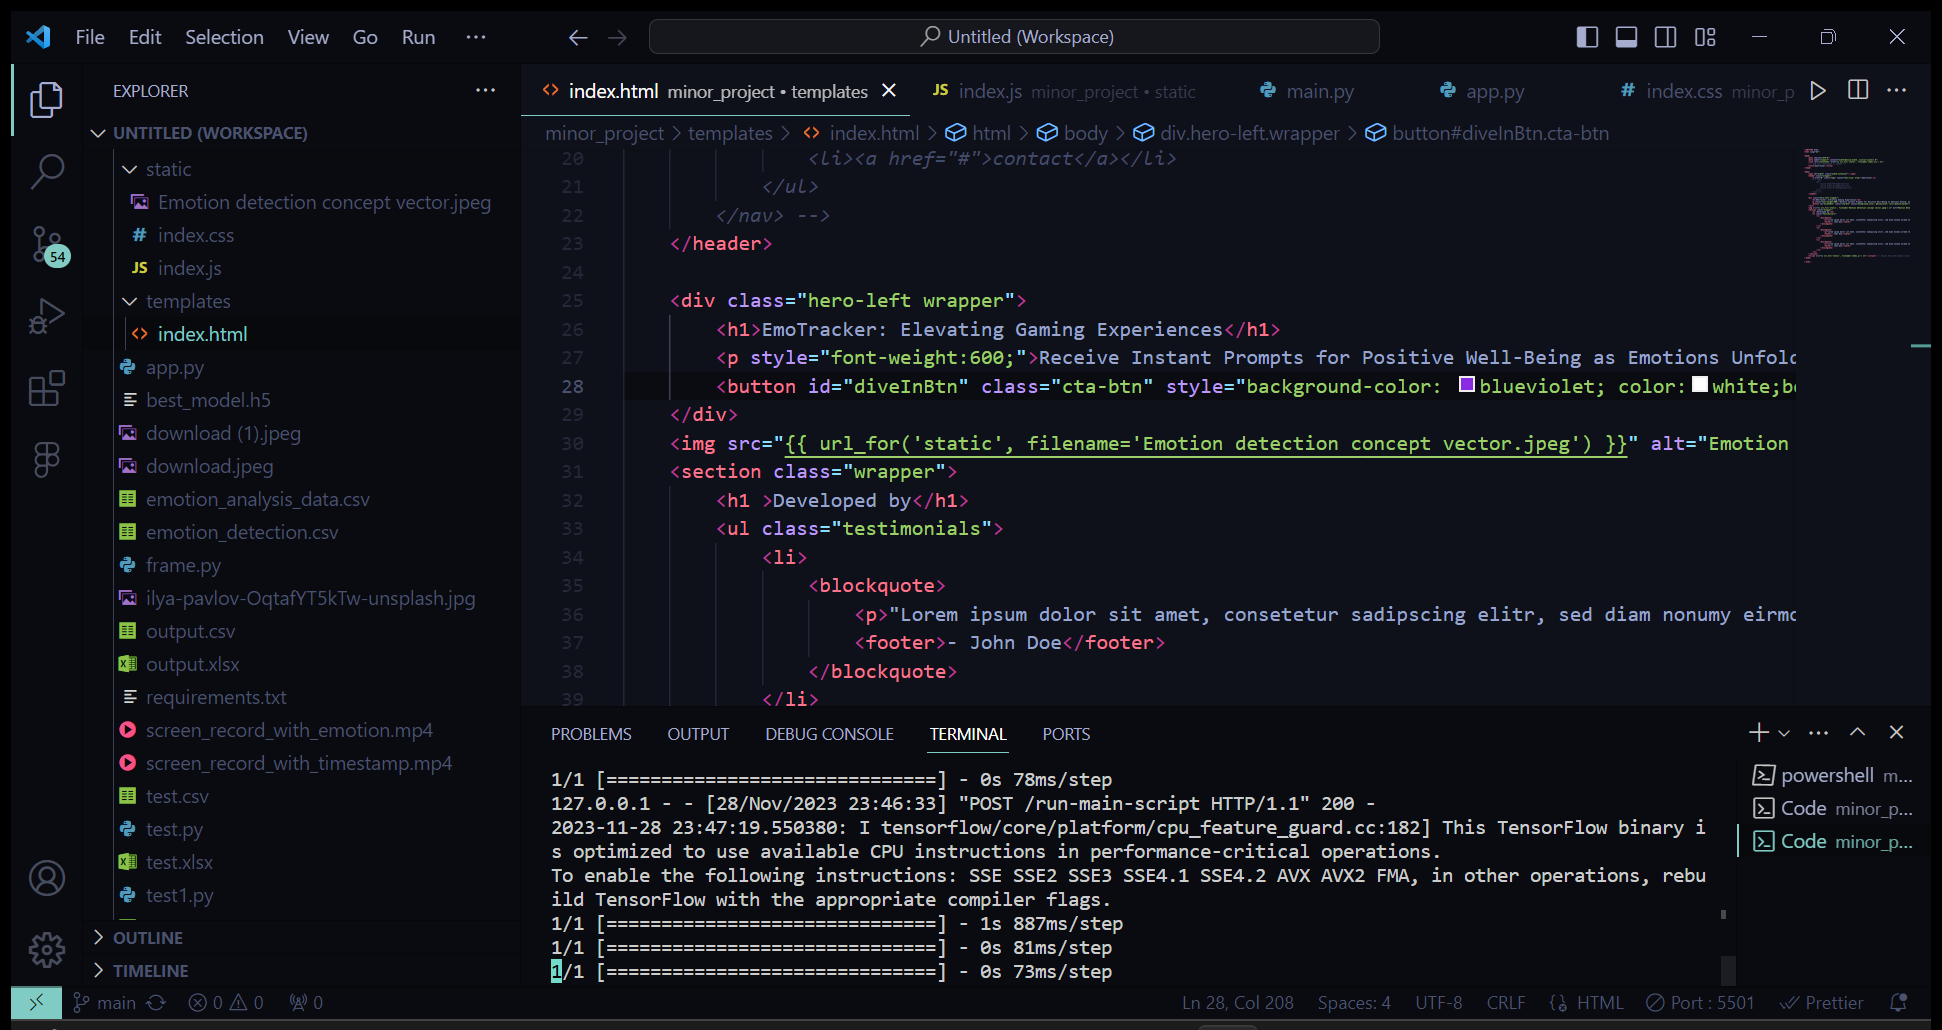 File Edit Selection View Go Run ···
Untitled (Workspace)
EXPLORER ···
UNTITLED (WORKSPACE)
static
Emotion detection concept vector.jpeg
# index.css
JS index.js
templates
<> index.html
app.py
best_model.h5
download (1).jpeg
download.jpeg
emotion_analysis_data.csv
emotion_detection.csv
frame.py
ilya-pavlov-OqtafYT5kTw-unsplash.jpg
output.csv
output.xlsx
requirements.txt
screen_record_with_emotion.mp4
screen_record_with_timestamp.mp4
test.csv
test.py
test.xlsx
test1.py
OUTLINE
TIMELINE
54
<> index.html minor_project • templates
JS index.js minor_project • static
main.py
app.py
# index.css minor_p
minor_project > templates > <> index.html > html > body > div.hero-left.wrapper > button#diveInBtn.cta-btn
20 <li><a href="#">contact</a></li>
21 </ul>
22 </nav> -->
23 </header>
24
25 <div class="hero-left wrapper">
26 <h1>EmoTracker: Elevating Gaming Experiences</h1>
27 <p style="font-weight:600;">Receive Instant Prompts for Positive Well-Being as Emotions Unfol
28 <button id="diveInBtn" class="cta-btn" style="background-color: blueviolet; color: white;b
29 </div>
30 <img src="{{ url_for('static', filename='Emotion detection concept vector.jpeg') }}" alt="Emotion
31 <section class="wrapper">
32 <h1 >Developed by</h1>
33 <ul class="testimonials">
34 <li>
35 <blockquote>
36 <p>"Lorem ipsum dolor sit amet, consetetur sadipscing elitr, sed diam nonumy eirm
37 <footer>- John Doe</footer>
38 </blockquote>
39 </li>
PROBLEMS OUTPUT DEBUG CONSOLE TERMINAL PORTS
1/1 [==============================] - 0s 78ms/step
127.0.0.1 - - [28/Nov/2023 23:46:33] "POST /run-main-script HTTP/1.1" 200 -
2023-11-28 23:47:19.550380: I tensorflow/core/platform/cpu_feature_guard.cc:182] This TensorFlow binary i
s optimized to use available CPU instructions in performance-critical operations.
To enable the following instructions: SSE SSE2 SSE3 SSE4.1 SSE4.2 AVX AVX2 FMA, in other operations, rebu
ild TensorFlow with the appropriate compiler flags.
1/1 [==============================] - 1s 887ms/step
1/1 [==============================] - 0s 81ms/step
1/1 [==============================] - 0s 73ms/step
powershell m...
Code minor_p...
Code minor_p...
main 0 0 0
Ln 28, Col 208 Spaces: 4 UTF-8 CRLF HTML Port : 5501 Prettier